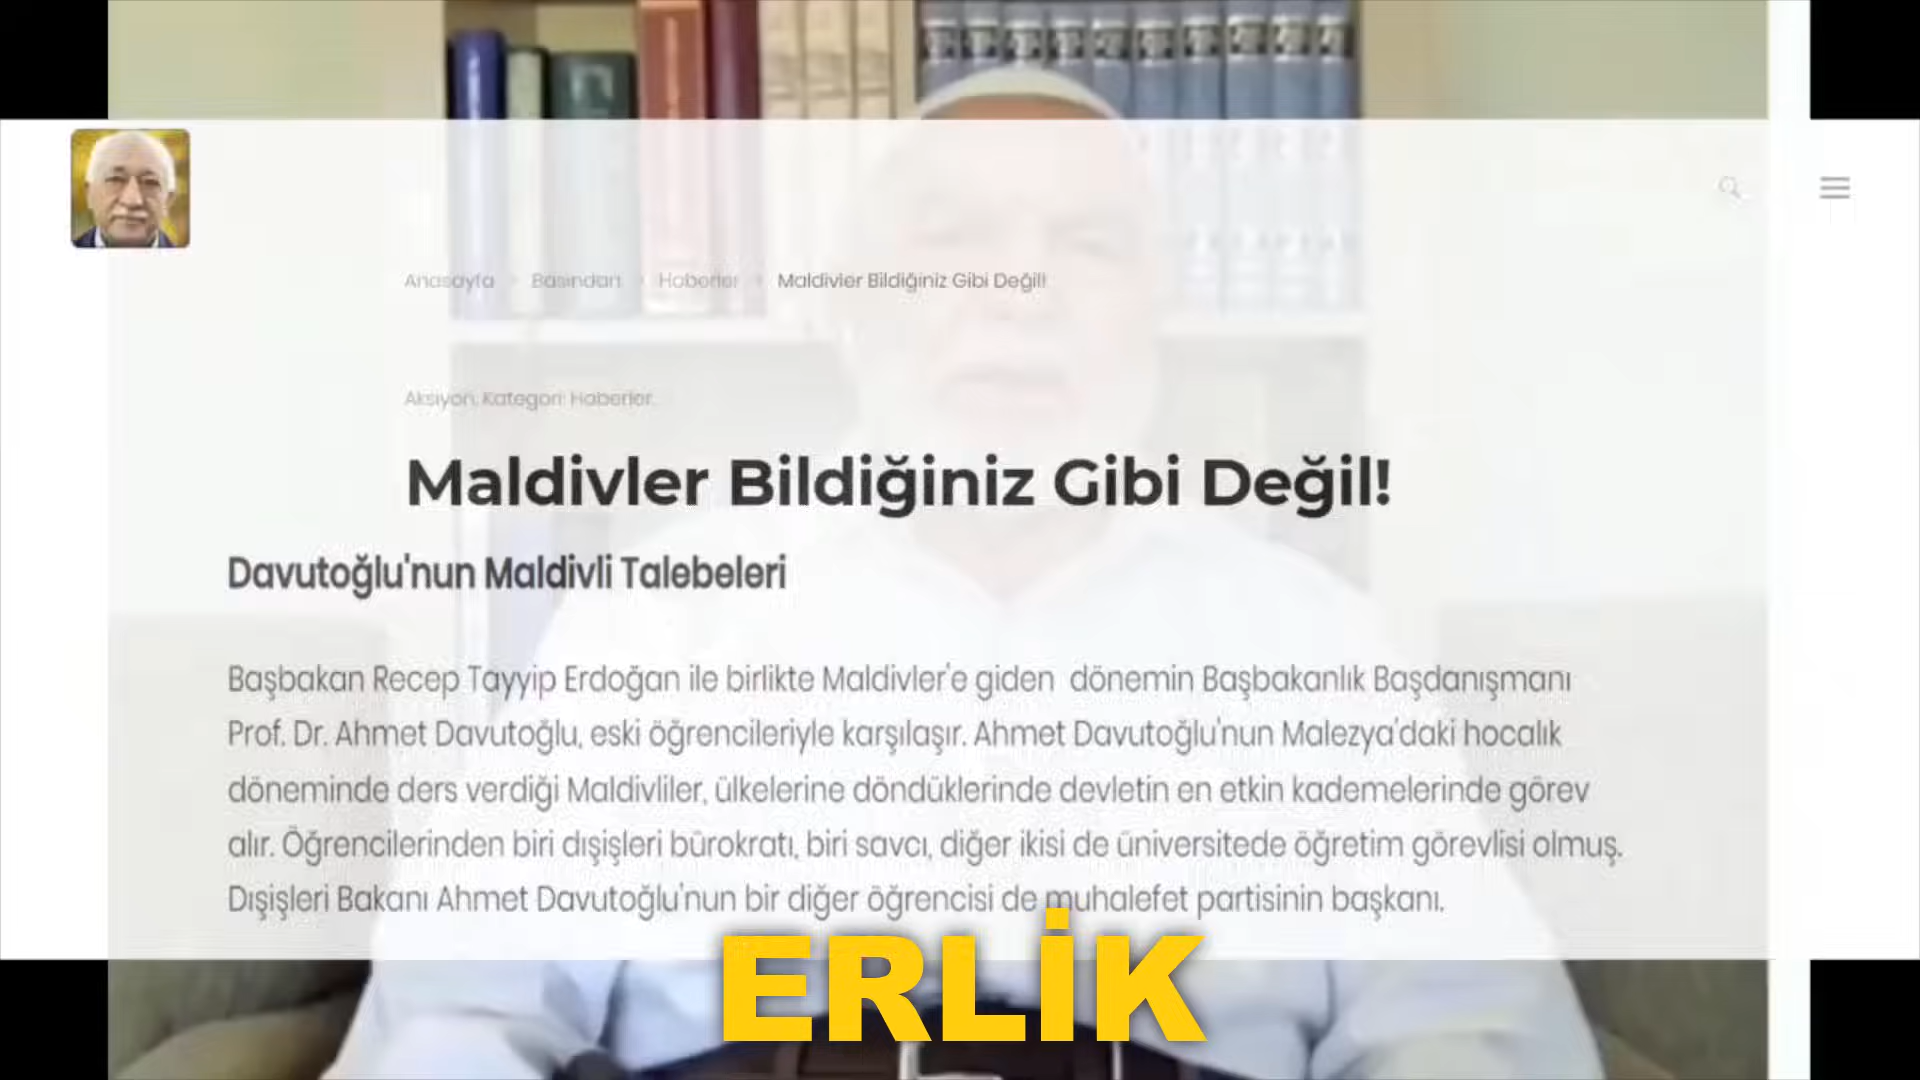 Anasayfa Basından Haberler Maldivler Bildiğiniz Gibi Değil!
Aksiyon, Kategori: Haberler
Maldivler Bildiğiniz Gibi Değil!
Davutoğlu'nun Maldivli Talebeleri
Başbakan Recep Tayyip Erdoğan ile birlikte Maldivler'e giden dönemin Başbakanlık Başdanışmanı
Prof. Dr. Ahmet Davutoğlu, eski öğrencileriyle karşılaşır. Ahmet Davutoğlu'nun Malezya'daki hocalık
döneminde ders verdiği Maldivliler, ülkelerine döndüklerinde devletin en etkin kademelerinde görev
alır. Öğrencilerinden biri dışişleri bürokratı, biri savcı, diğer ikisi de üniversitede öğretim görevlisi olmuş.
Dışişleri Bakanı Ahmet Davutoğlu'nun bir diğer öğrencisi de muhalefet partisinin başkanı.
ERLİK